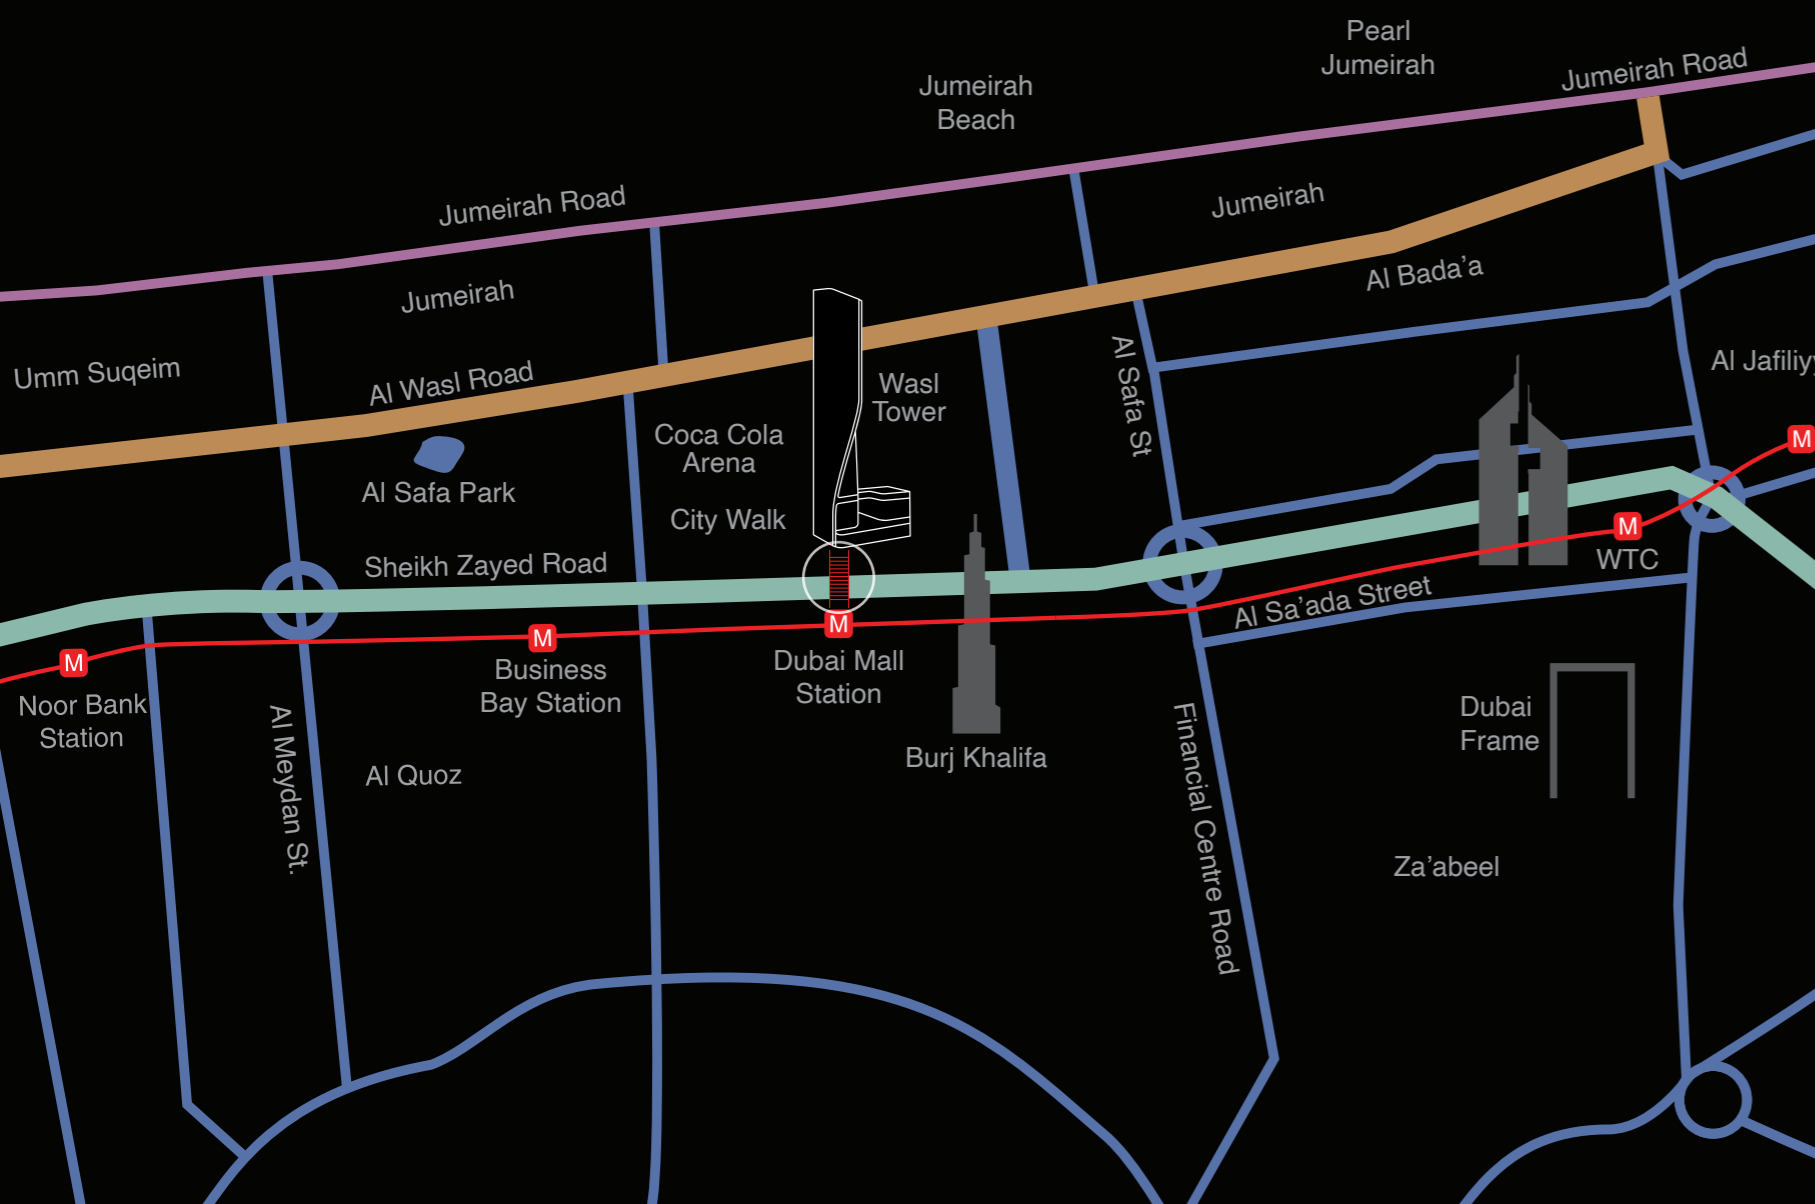 Pearl
Jumeirah
Jumeirah Road
Jumeirah
Beach
Jumeirah Road
Jumeirah
Jumeirah
Al Bada’a
Umm Suqeim
Al Wasl Road
Wasl
Tower
Al Safa St
Al Jafiliyy
Coca Cola
Arena
Al Safa Park
City Walk
Sheikh Zayed Road
M
M
WTC
Al Sa’ada Street
M
M
M
Noor Bank
Station
Business
Bay Station
Dubai Mall
Station
Burj Khalifa
Dubai
Frame
Al Meydan St.
Al Quoz
Financial Centre Road
Za’abeel